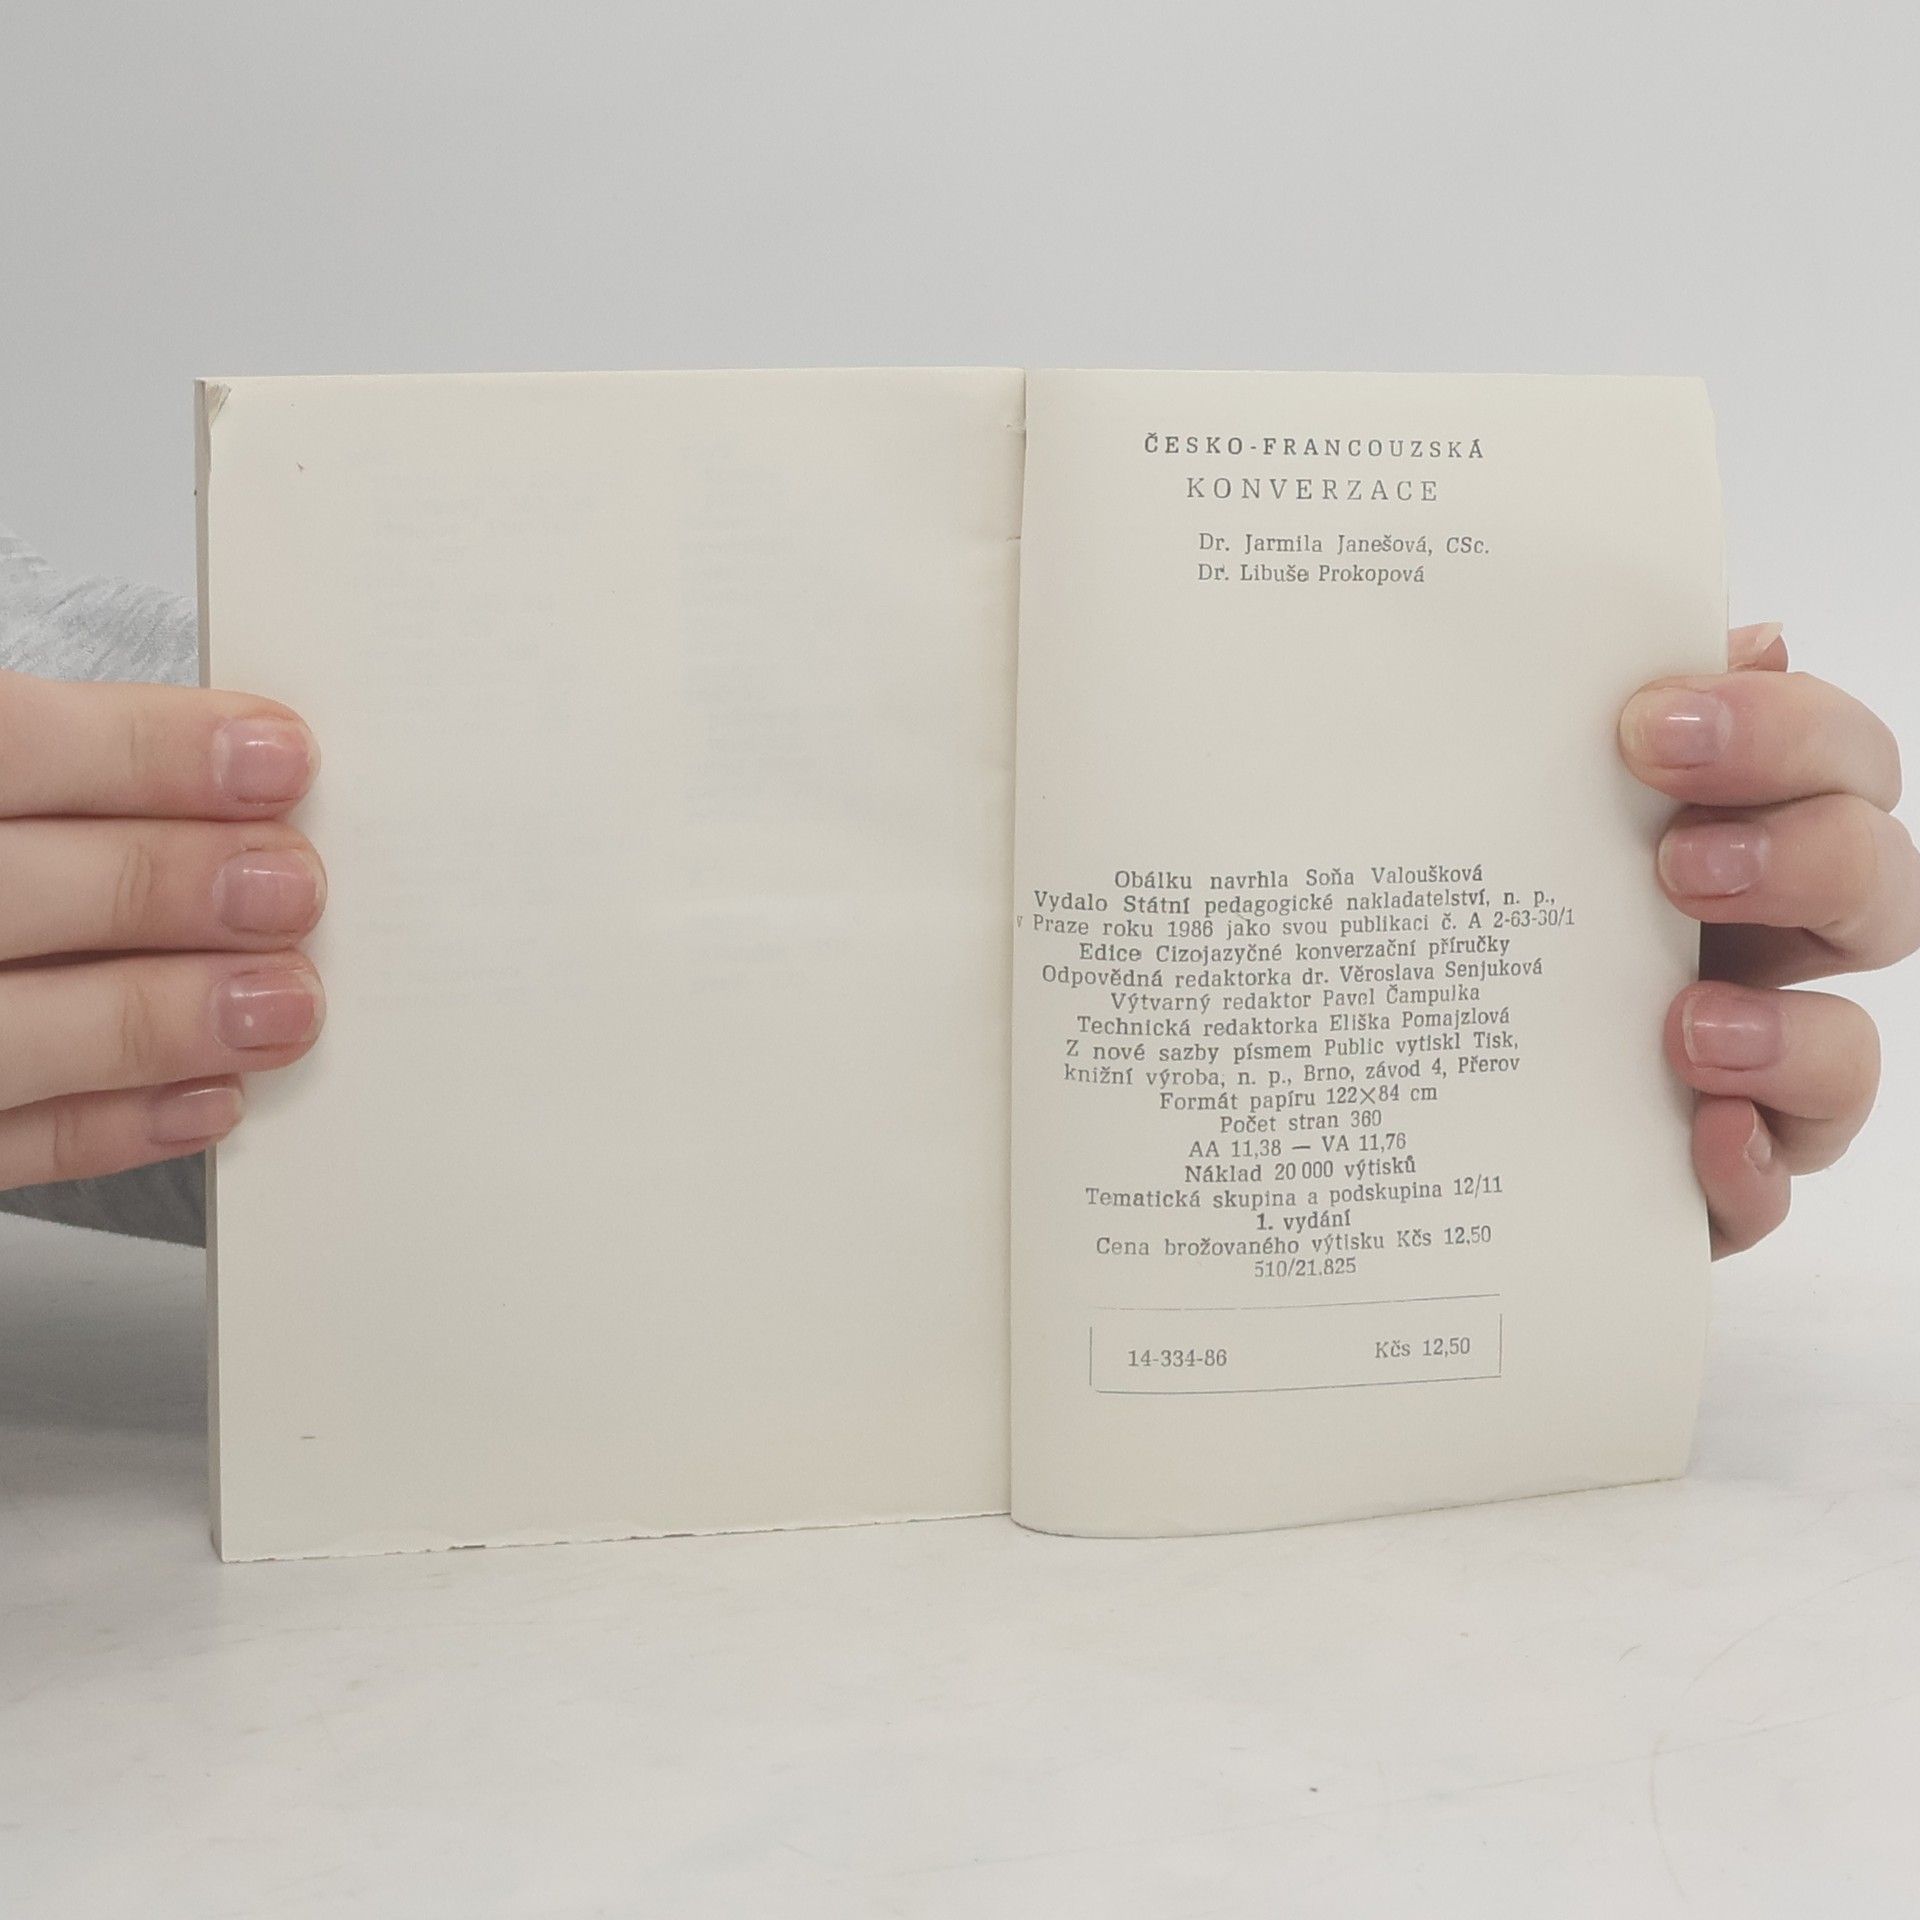 ČESKO-FRANCOUZSKÁ
KONVERZACE
Dr. Jarmila Janešová, CSc.
Dr. Libuše Prokopová
Obálku navrhla Soňa Valoušková
Vydalo Státní pedagogické nakladatelství, n. p.,
v Praze roku 1986 jako svou publikaci č. A 2-63-30/1
Edice Cizojazyčné konverzační příručky
Odpovědná redaktorka dr. Věroslava Senjuková
Výtvarný redaktor Pavel Čampulka
Technická redaktorka Eliška Pomajzlová
Z nové sazby písmem Public vytiskl Tisk,
knižní výroba, n. p., Brno, závod 4, Přerov
Formát papíru 122×84 cm
Počet stran 360
AA 11,38 — VA 11,76
Náklad 20 000 výtisků
Tematická skupina a podskupina 12/11
1. vydání
Cena brožovaného výtisku Kčs 12,50
510/21.825
14-334-86 Kčs 12,50